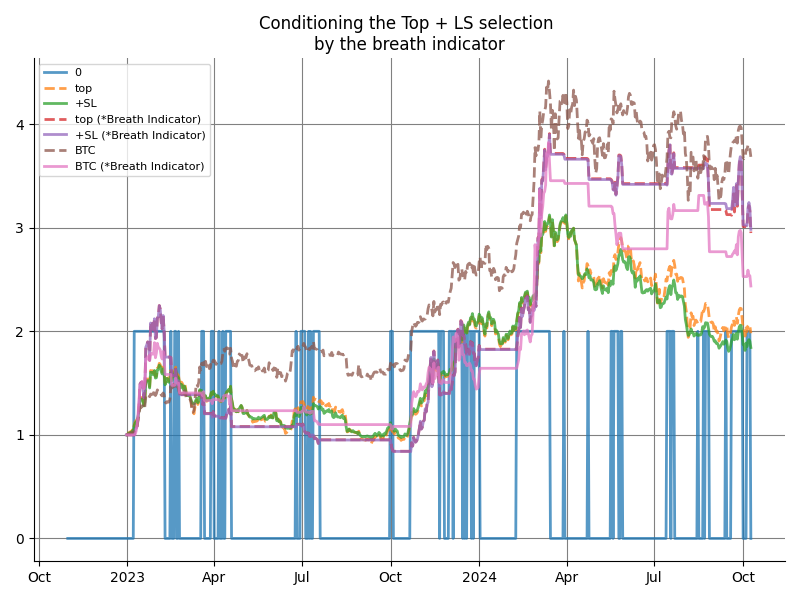 Conditioning the Top + LS selection
by the breath indicator
0
top
+SL
top (*Breath Indicator)
+SL (*Breath Indicator)
BTC
BTC (*Breath Indicator)
4
3
2
1
0
Oct
2023
Apr
Jul
Oct
2024
Apr
Jul
Oct